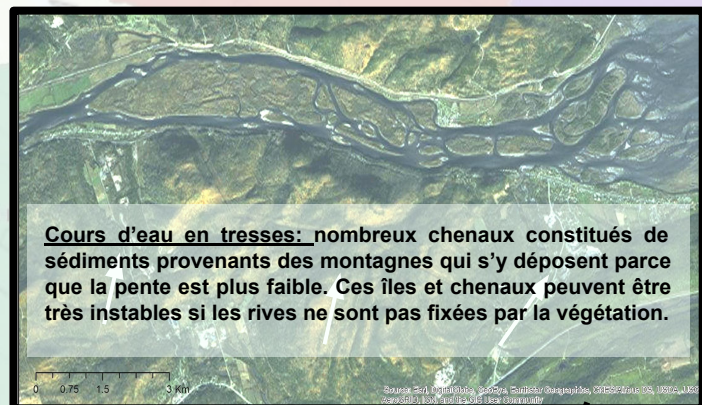 Cours d'eau en tresses: nombreux chenaux constitués de
sédiments provenants des montagnes qui s'y déposent parce
que la pente est plus faible. Ces îles et chenaux peuvent être
très instables si les rives ne sont pas fixées par la végétation.
0 0.75 1.5 3 Km
Source: Esri, DigitalGlobe, GeoEye, Earthstar Geographics, CNES/Airbus DS, USDA, USGS,
AeroGRID, IGN, and the GIS User Community